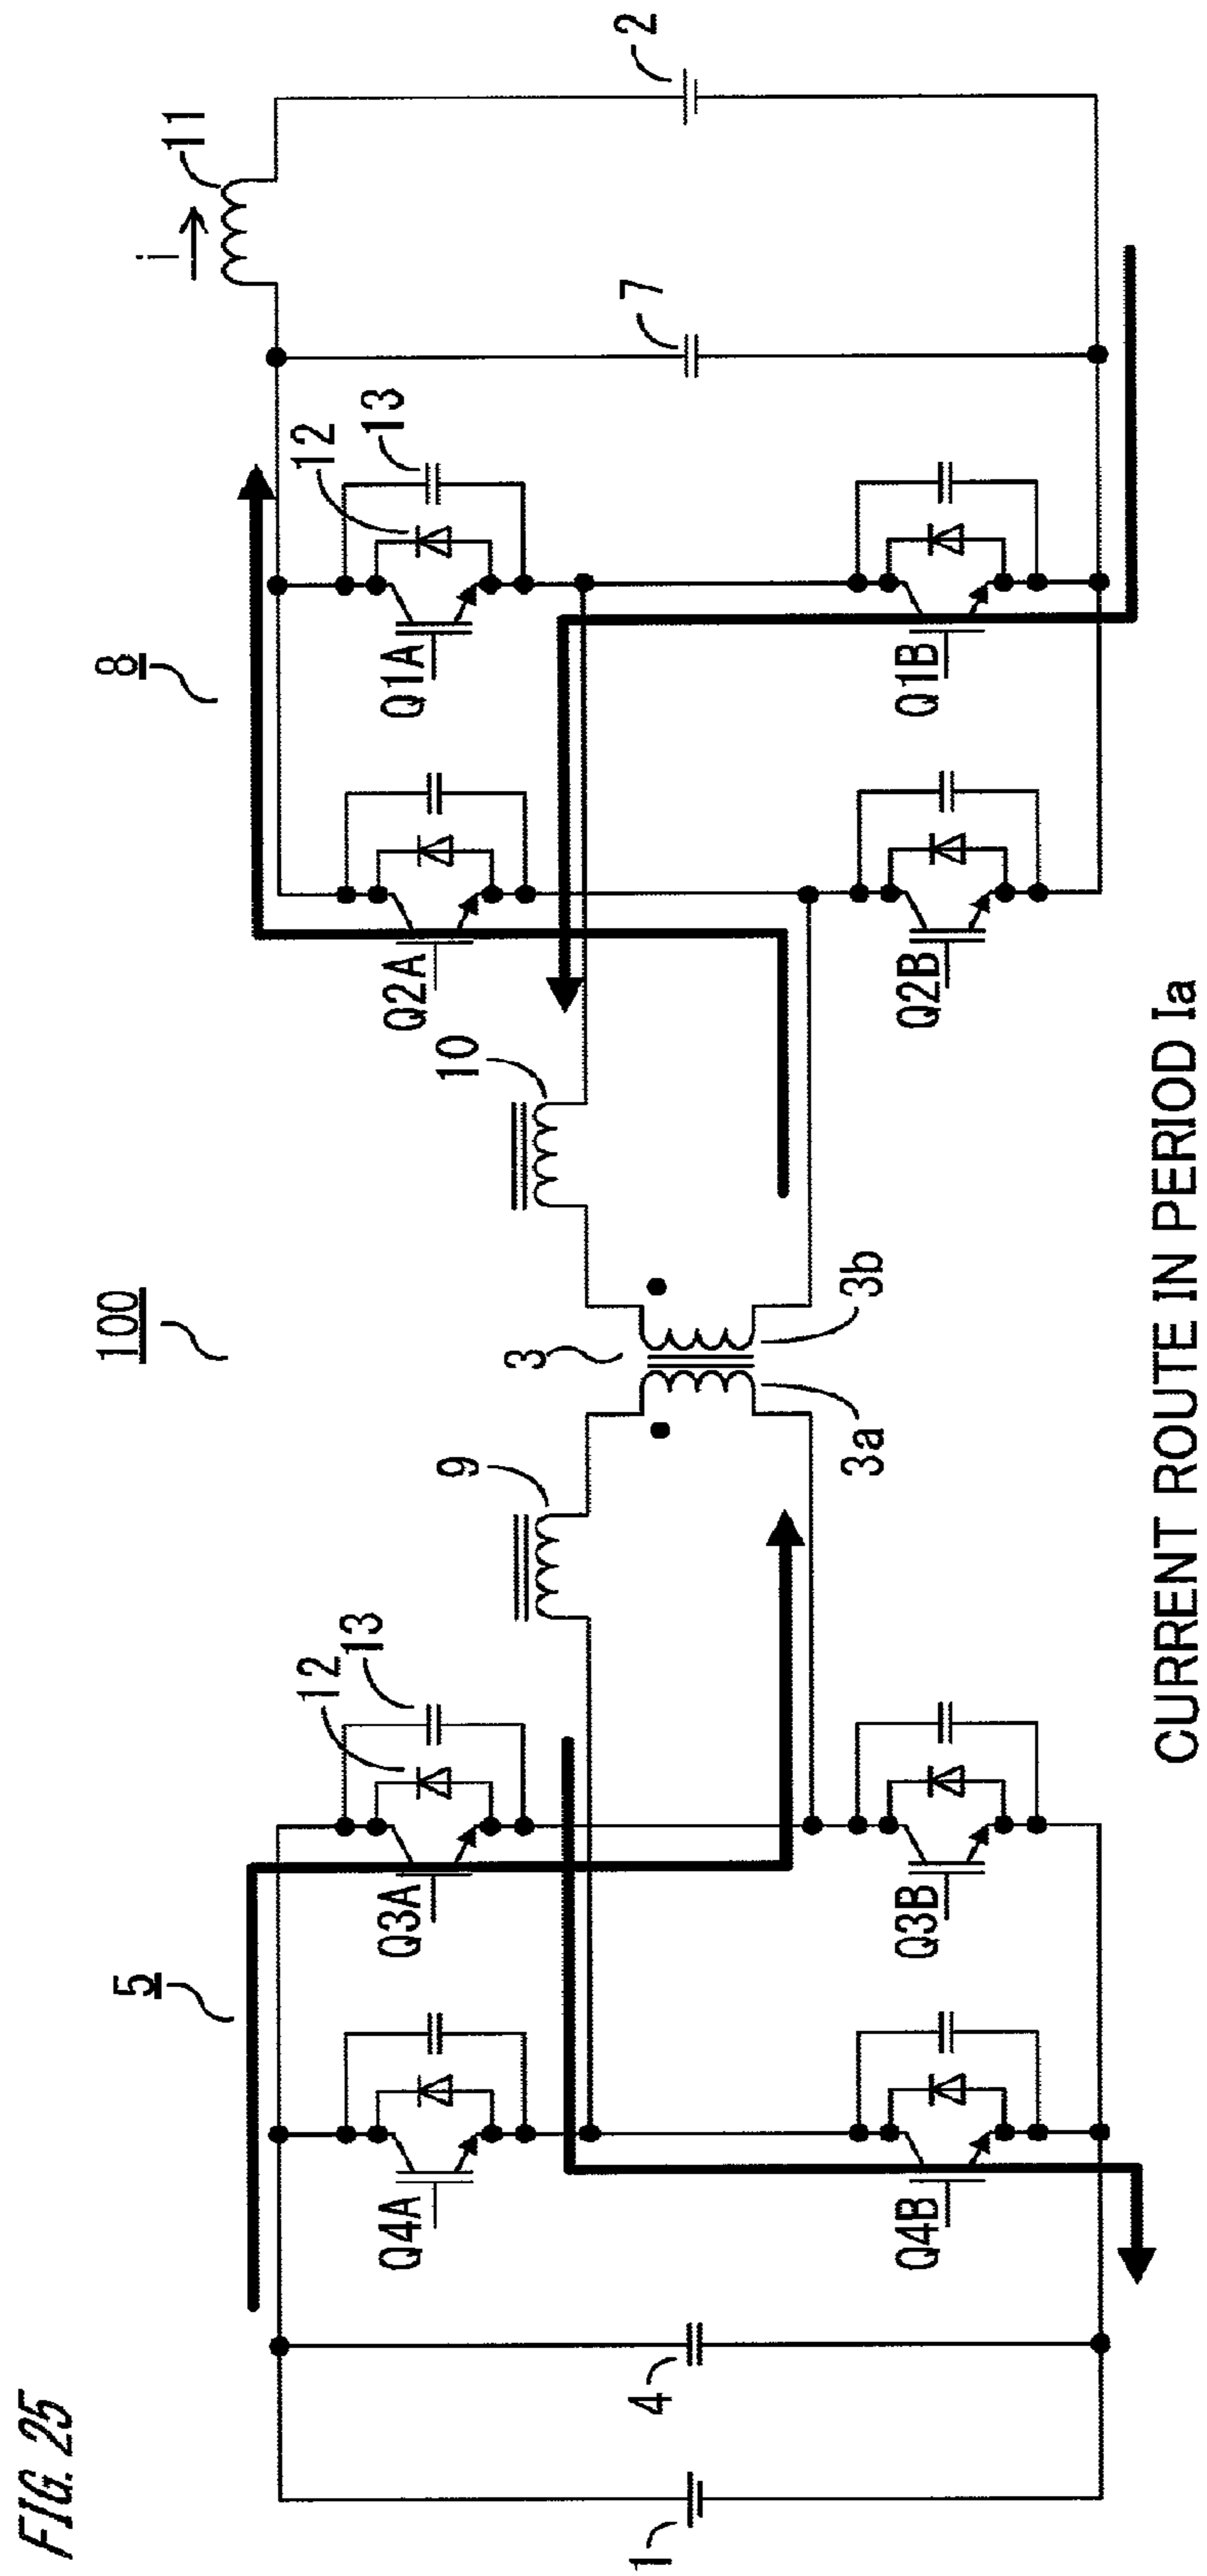 FIG. 25
100
5
8
i
11
12
13
12
13
Q4A
Q3A
9
3
10
Q2A
Q1A
1
4
7
2
3a
3b
Q4B
Q3B
Q2B
Q1B
CURRENT ROUTE IN PERIOD Ia